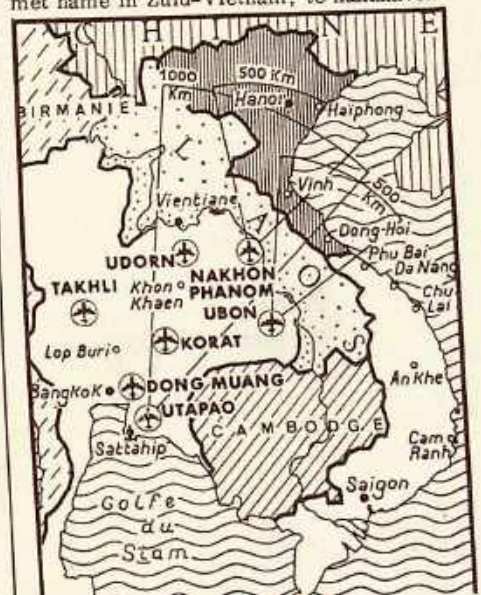 met name in Zuid-Vietnam, te handhaven
C H I N E
1000 Km
500 Km
Hanoi
Haiphong
BIRMANIE
Vinh
500 Km
L A O S
Vientiane
Dong-Hoi
UDORN
NAKHON PHANOM
Phu Bai
Da Nang
TAKHLI
Khon Khaen
UBON
Chu Lai
KORAT
Lop Buri
An Khe
Bangkok
DONG MUANG
UTAPAO
CAMBODGE
Cam Ranh
Sattahip
Saigon
Golfe
du
Siam